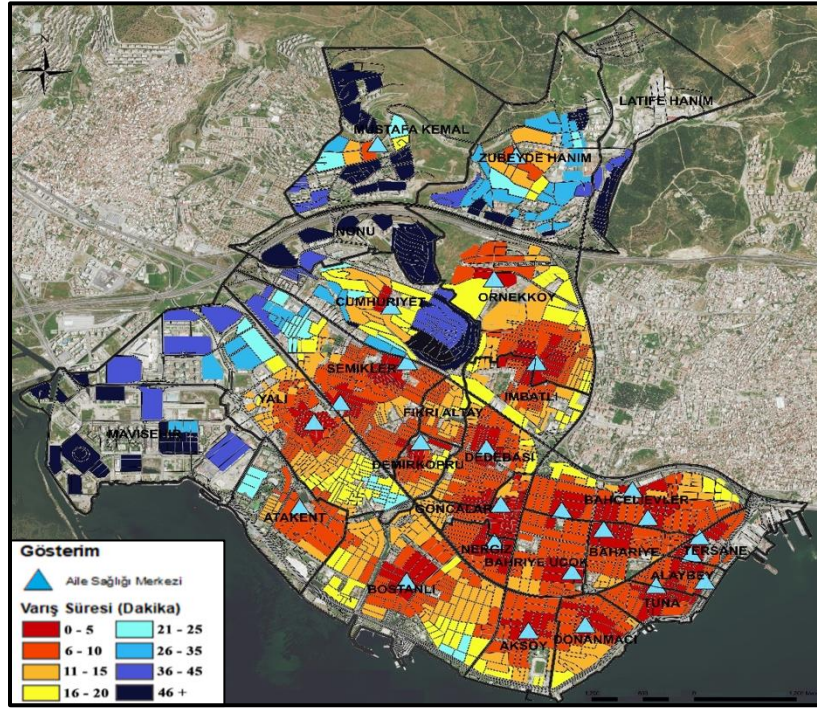 N
LATIFE HANIM
MUSTAFA KEMAL
ZUBEYDE HANIM
INONU
CUMHURIYET
ORNEKKOY
SEMIKLER
IMBATLI
YALI
FIKRI ALTAY
MAVISEHIR
DEMIRKOPRU
DEDEBASI
BAHCELIEVLER
ATAKENT
GONCALAR
NERGIZ
BAHARIYE
TERSANE
BAHRIYE UCOK
ALAYBEY
BOSTANLI
TUNA
AKSOY
DONANMACI
Gösterim
Aile Sağlığı Merkezi
Varış Süresi (Dakika)
0 - 5
21 - 25
6 - 10
26 - 35
11 - 15
36 - 45
16 - 20
46 +